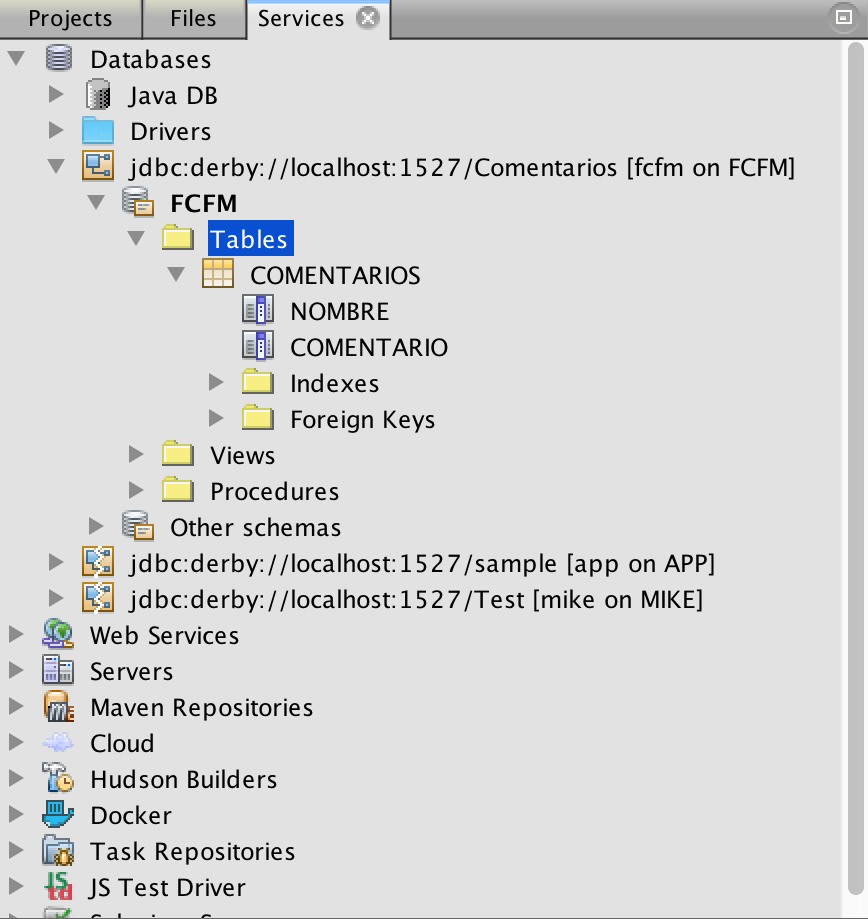 Projects Files Services
Databases
Java DB
Drivers
jdbc:derby://localhost:1527/Comentarios [fcfm on FCFM]
FCFM
Tables
COMENTARIOS
NOMBRE
COMENTARIO
Indexes
Foreign Keys
Views
Procedures
Other schemas
jdbc:derby://localhost:1527/sample [app on APP]
jdbc:derby://localhost:1527/Test [mike on MIKE]
Web Services
Servers
Maven Repositories
Cloud
Hudson Builders
Docker
Task Repositories
JS Test Driver